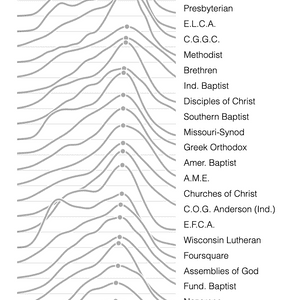 Presbyterian
E.L.C.A.
C.G.G.C.
Methodist
Brethren
Ind. Baptist
Disciples of Christ
Southern Baptist
Missouri-Synod
Greek Orthodox
Amer. Baptist
A.M.E.
Churches of Christ
C.O.G. Anderson (Ind.)
E.F.C.A.
Wisconsin Lutheran
Foursquare
Assemblies of God
Fund. Baptist